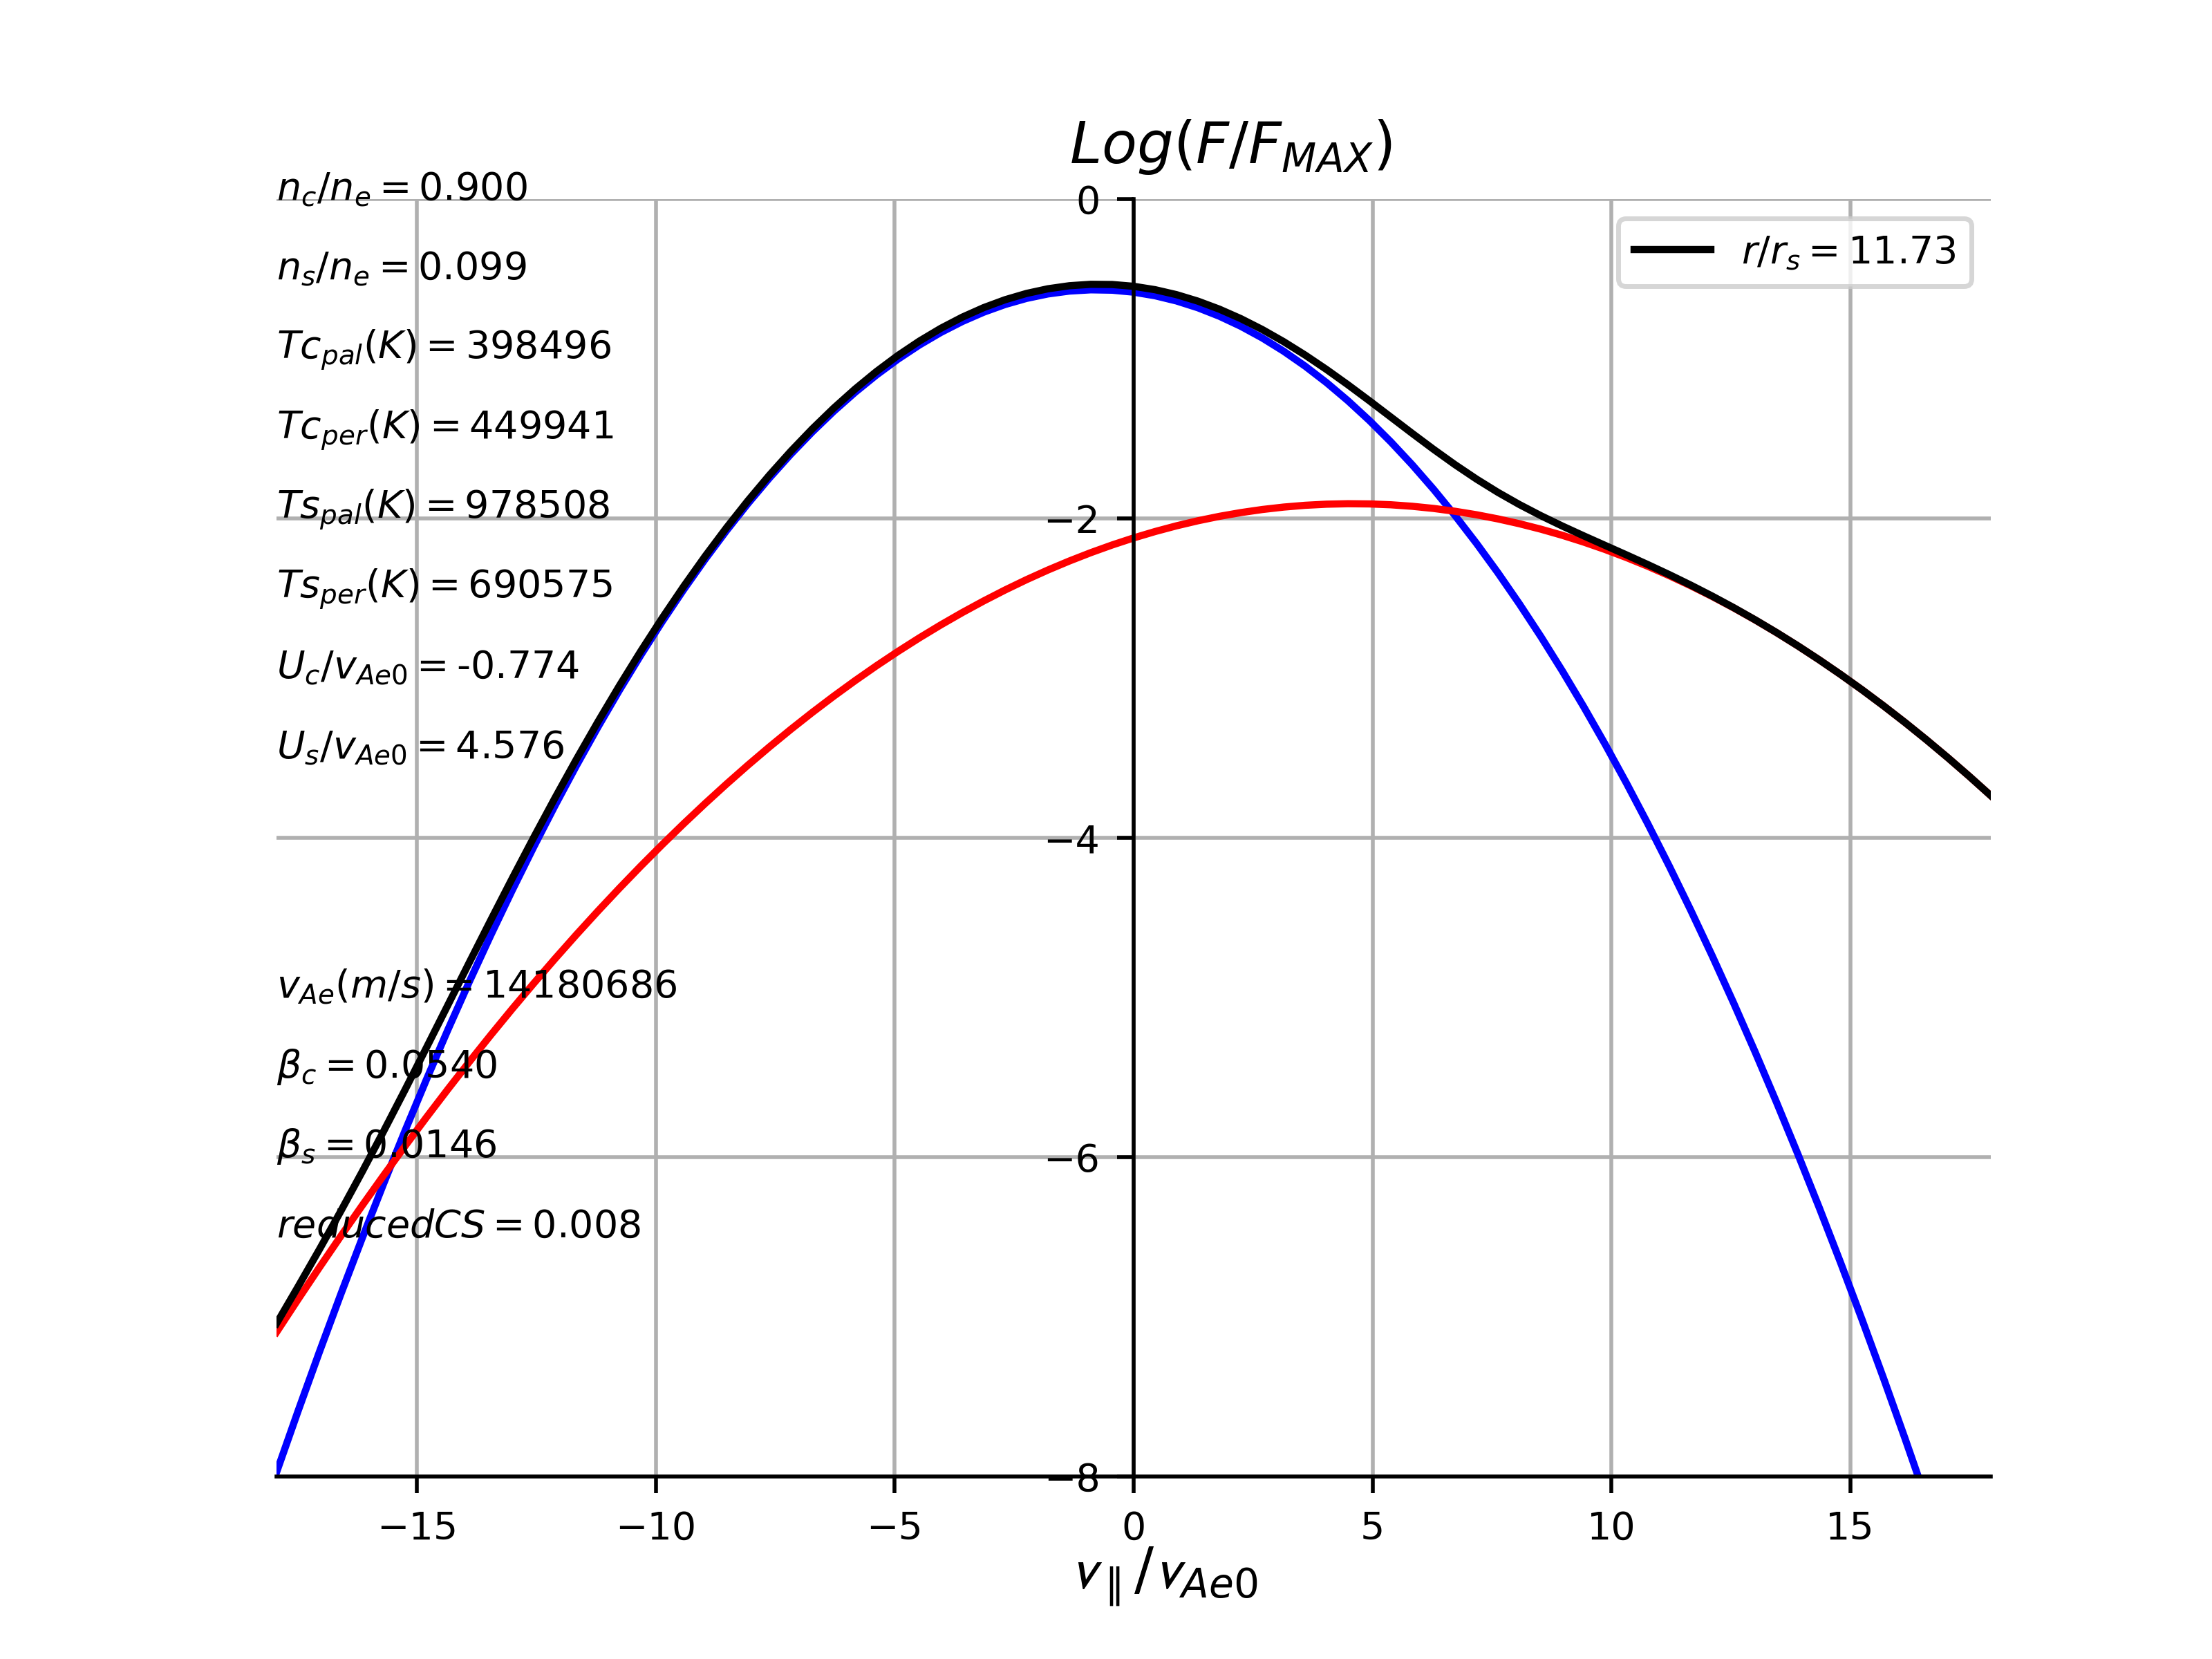 Log(F/F_MAX)
n_c/n_e = 0.900
n_s/n_e = 0.099
Tc_pal(K) = 398496
Tc_per(K) = 449941
Ts_pal(K) = 978508
Ts_per(K) = 690575
U_c/v_Ae0 = -0.774
U_s/v_Ae0 = 4.576
v_Ae(m/s) = 14180686
β_c = 0.0540
β_s = 0.0146
reducedCS = 0.008
r/r_s = 11.73
0
−2
−4
−6
−8
−15 −10 −5 0 5 10 15
v_∥/v_Ae0